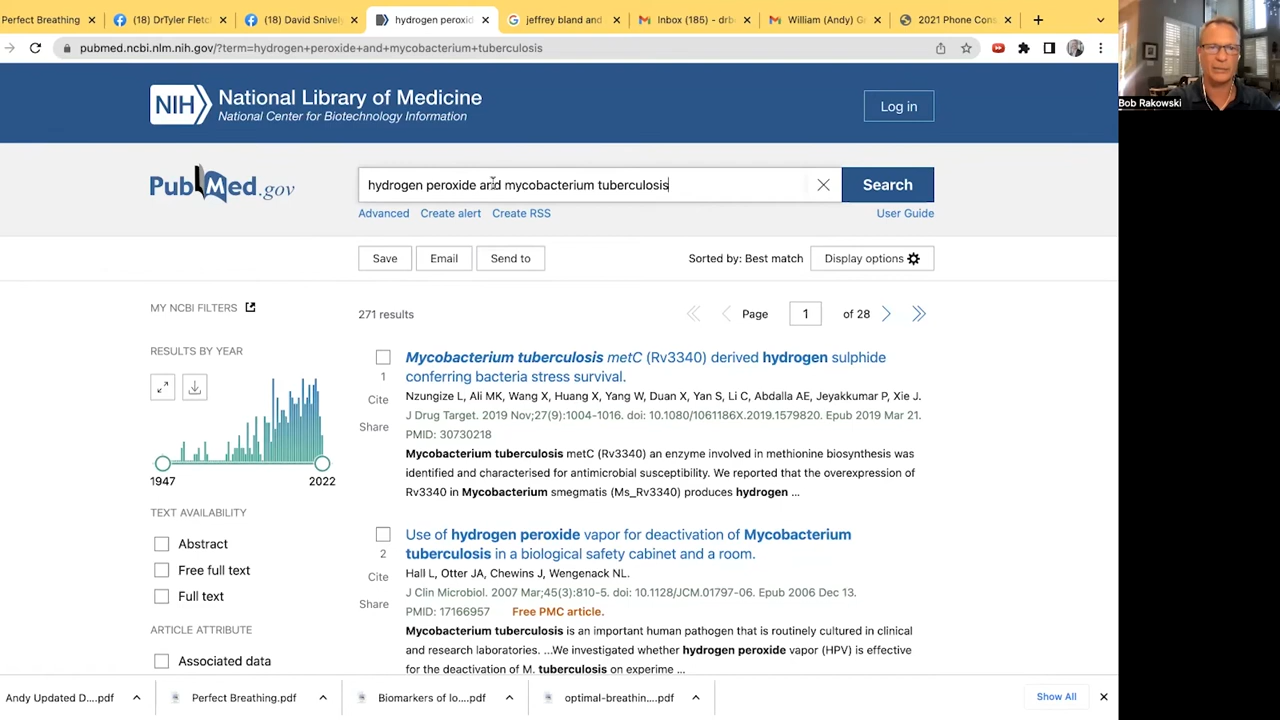 Perfect Breathing
(18) DrTyler Fletch
(18) David Snively
hydrogen peroxid
jeffrey bland and
Inbox (185) - drbo
William (Andy) Gr
2021 Phone Cons
pubmed.ncbi.nlm.nih.gov/?term=hydrogen+peroxide+and+mycobacterium+tuberculosis
Bob Rakowski
NIH National Library of Medicine
National Center for Biotechnology Information
Log in
PubMed.gov
hydrogen peroxide and mycobacterium tuberculosis
Search
Advanced Create alert Create RSS User Guide
Save Email Send to Sorted by: Best match Display options
MY NCBI FILTERS
271 results Page 1 of 28
RESULTS BY YEAR
1947 2022
TEXT AVAILABILITY
Abstract
Free full text
Full text
ARTICLE ATTRIBUTE
Associated data
1
Cite
Share
Mycobacterium tuberculosis metC (Rv3340) derived hydrogen sulphide
conferring bacteria stress survival.
Nzungize L, Ali MK, Wang X, Huang X, Yang W, Duan X, Yan S, Li C, Abdalla AE, Jeyakkumar P, Xie J.
J Drug Target. 2019 Nov;27(9):1004-1016. doi: 10.1080/1061186X.2019.1579820. Epub 2019 Mar 21.
PMID: 30730218
Mycobacterium tuberculosis metC (Rv3340) an enzyme involved in methionine biosynthesis was
identified and characterised for antimicrobial susceptibility. We reported that the overexpression of
Rv3340 in Mycobacterium smegmatis (Ms_Rv3340) produces hydrogen ...
2
Cite
Share
Use of hydrogen peroxide vapor for deactivation of Mycobacterium
tuberculosis in a biological safety cabinet and a room.
Hall L, Otter JA, Chewins J, Wengenack NL.
J Clin Microbiol. 2007 Mar;45(3):810-5. doi: 10.1128/JCM.01797-06. Epub 2006 Dec 13.
PMID: 17166957 Free PMC article.
Mycobacterium tuberculosis is an important human pathogen that is routinely cultured in clinical
and research laboratories. ...We investigated whether hydrogen peroxide vapor (HPV) is effective
for the deactivation of M. tuberculosis on experime ...
Andy Updated D....pdf
Perfect Breathing.pdf
Biomarkers of lo....pdf
optimal-breathin....pdf
Show All